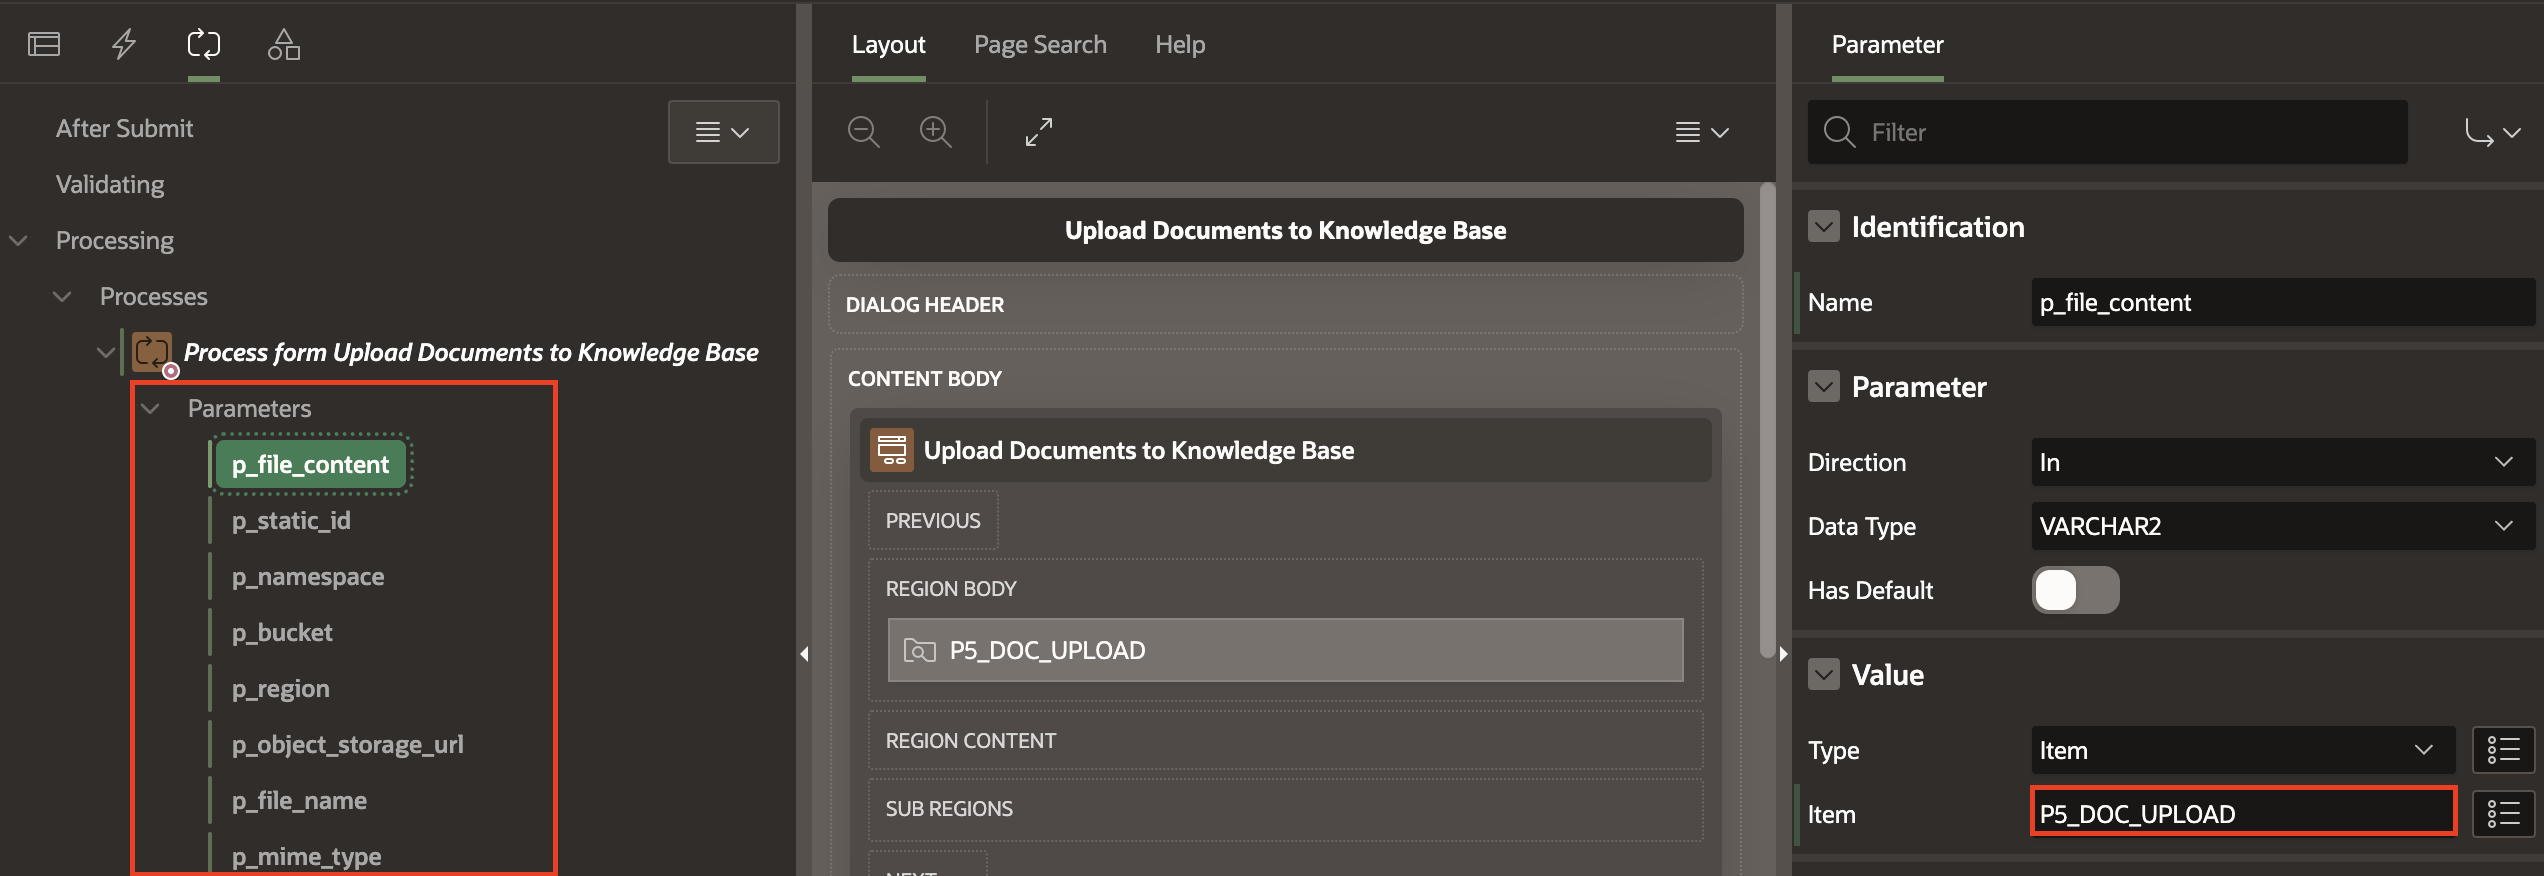 After Submit
Validating
Processing
Processes
Process form Upload Documents to Knowledge Base
Parameters
p_file_content
p_static_id
p_namespace
p_bucket
p_region
p_object_storage_url
p_file_name
p_mime_type
Layout
Page Search
Help
Upload Documents to Knowledge Base
DIALOG HEADER
CONTENT BODY
Upload Documents to Knowledge Base
PREVIOUS
REGION BODY
P5_DOC_UPLOAD
REGION CONTENT
SUB REGIONS
NEXT
Parameter
Filter
Identification
Name
p_file_content
Parameter
Direction
In
Data Type
VARCHAR2
Has Default
Value
Type
Item
Item
P5_DOC_UPLOAD